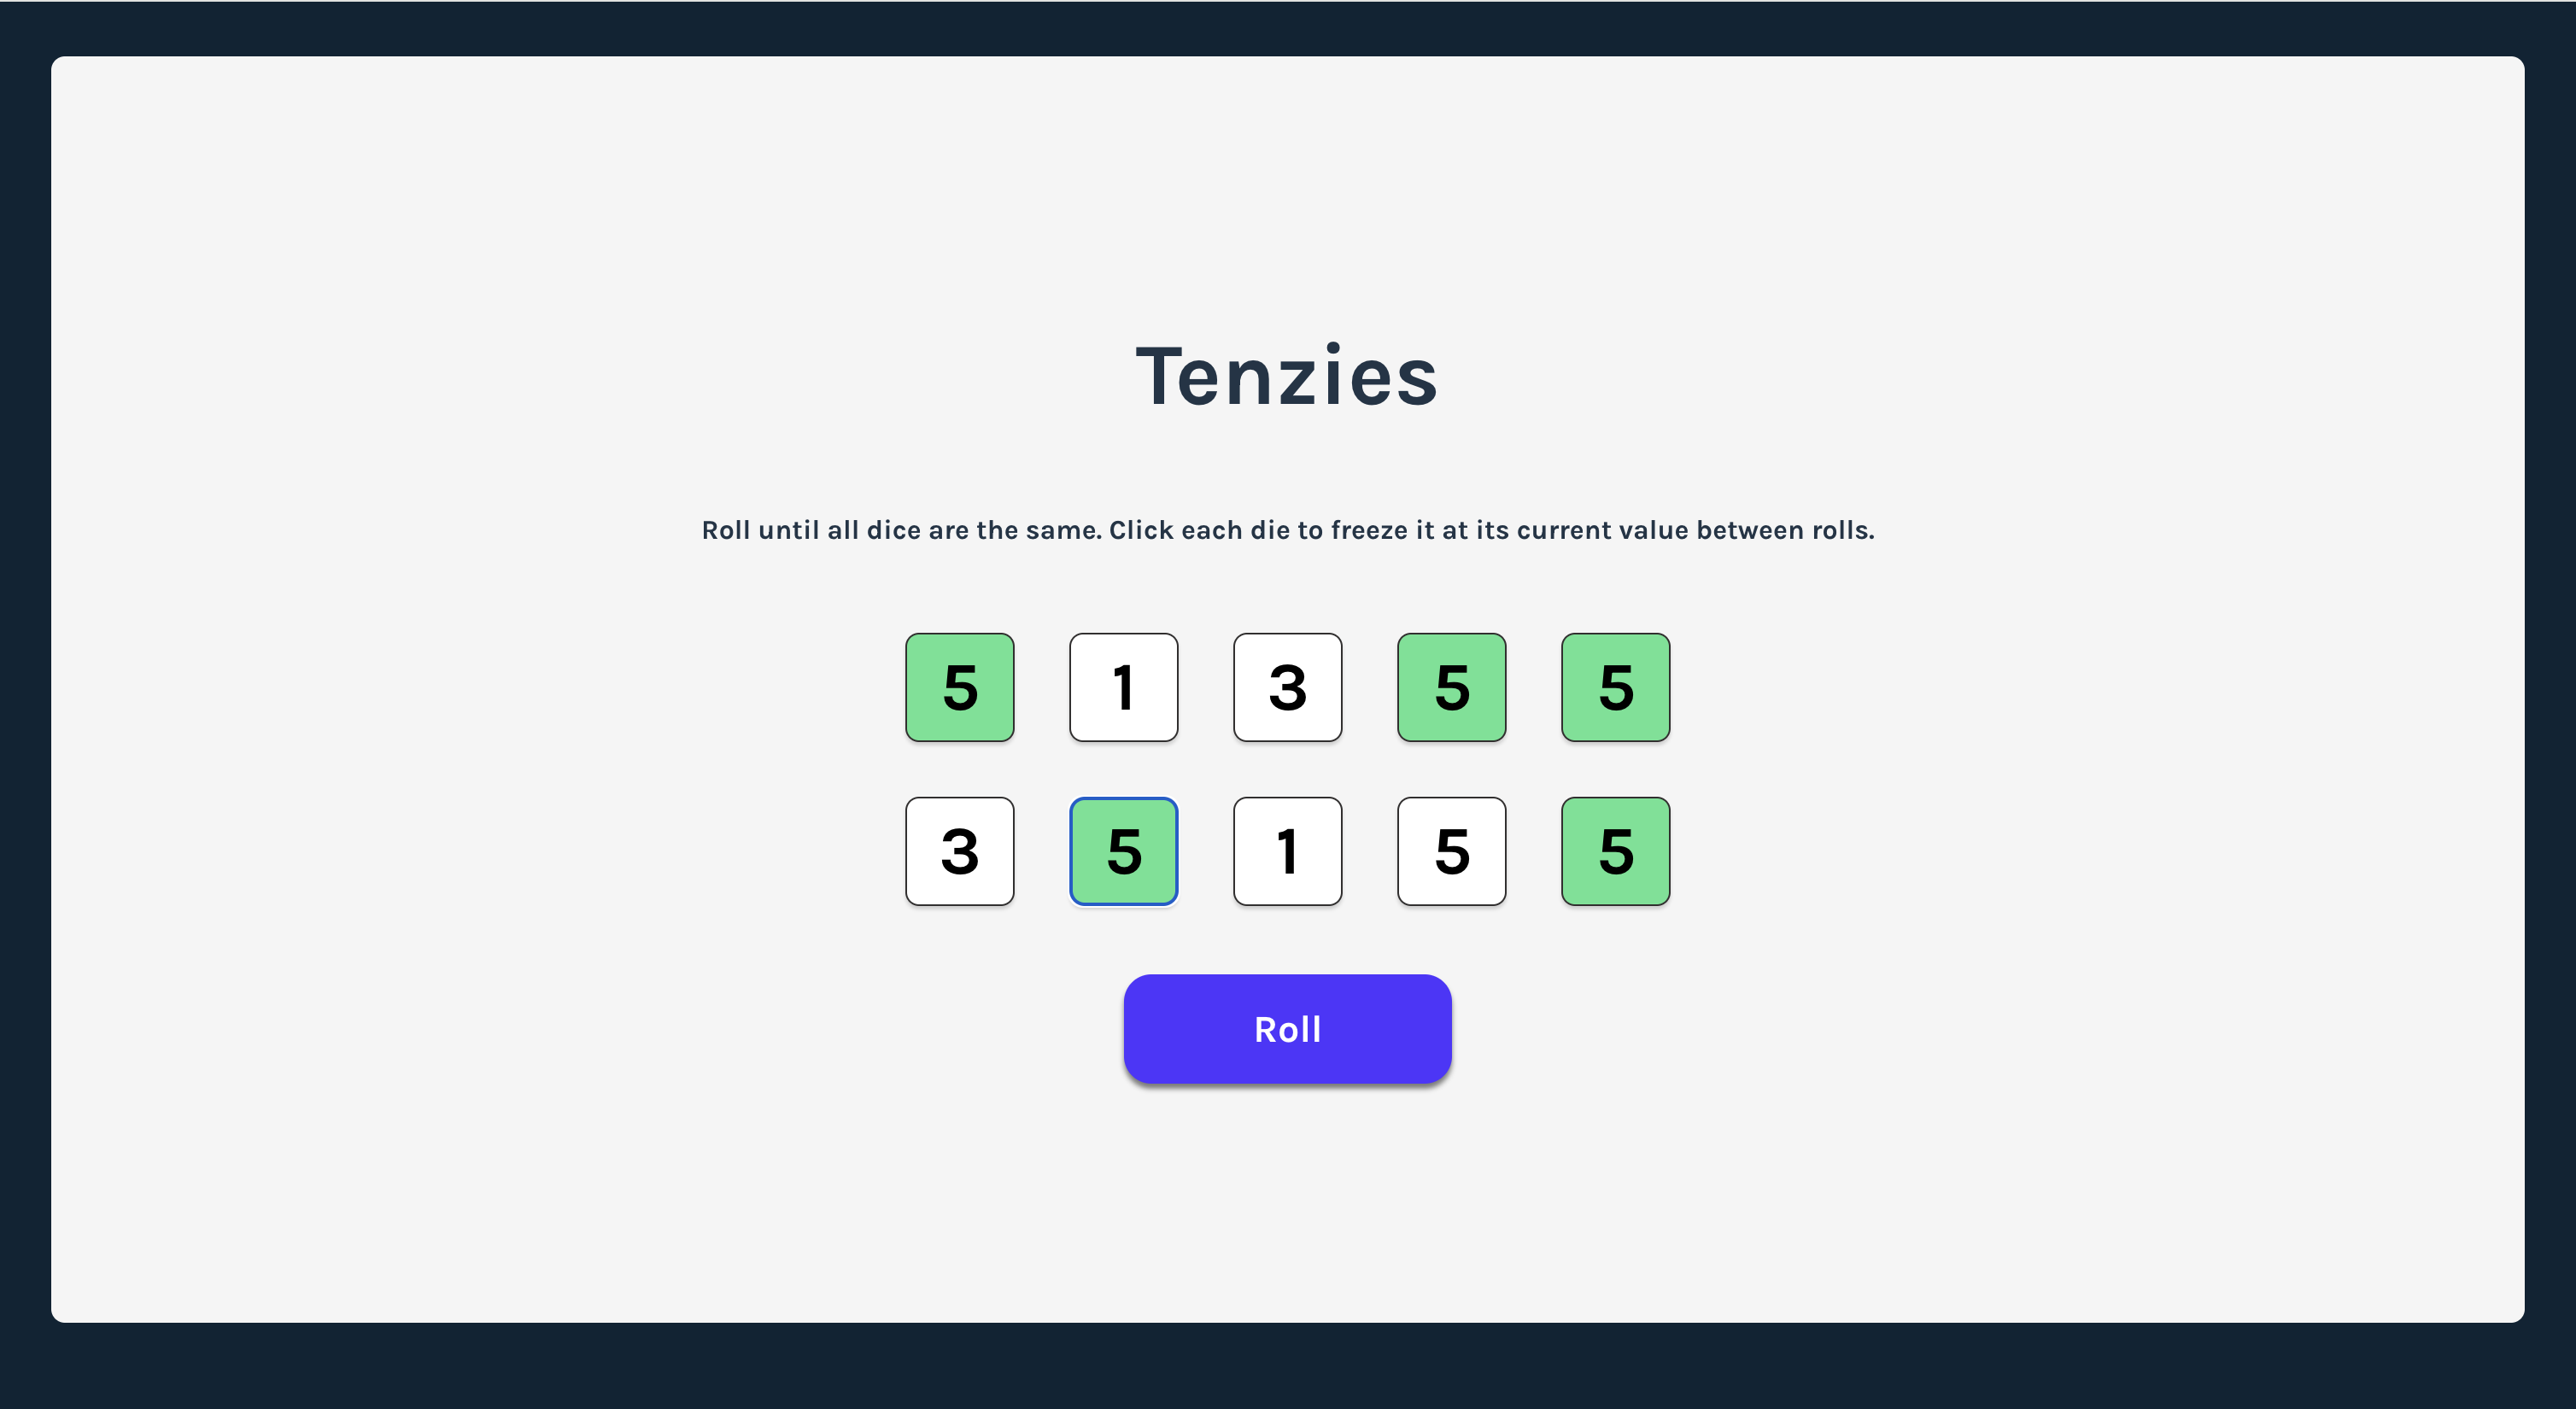 Tenzies
Roll until all dice are the same. Click each die to freeze it at its current value between rolls.
5 1 3 5 5
3 5 1 5 5
Roll